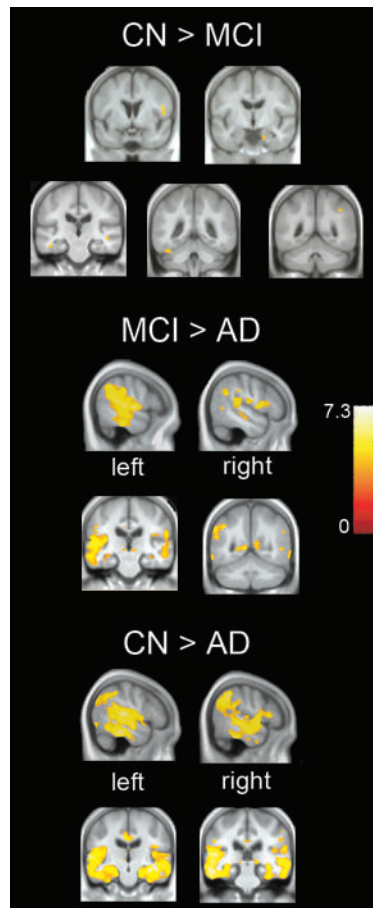 CN > MCI
MCI > AD
7.3
0
left right
CN > AD
left right